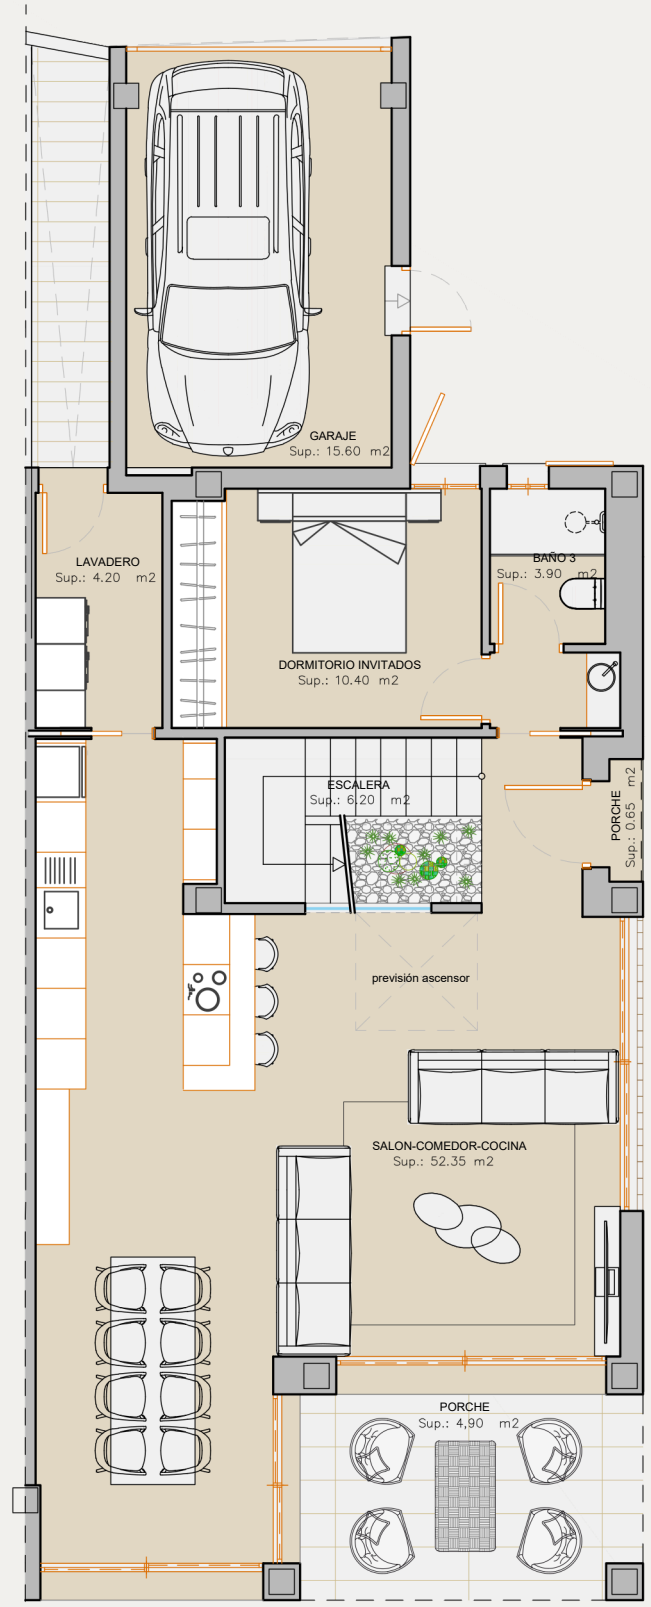 GARAJE
Sup.: 15.60 m2
LAVADERO
Sup.: 4.20 m2
BAÑO 3
Sup.: 3.90 m2
DORMITORIO INVITADOS
Sup.: 10.40 m2
ESCALERA
Sup.: 6.20 m2
PORCHE
Sup.: 0.65 m2
previsión ascensor
SALON-COMEDOR-COCINA
Sup.: 52.35 m2
PORCHE
Sup.: 4,90 m2